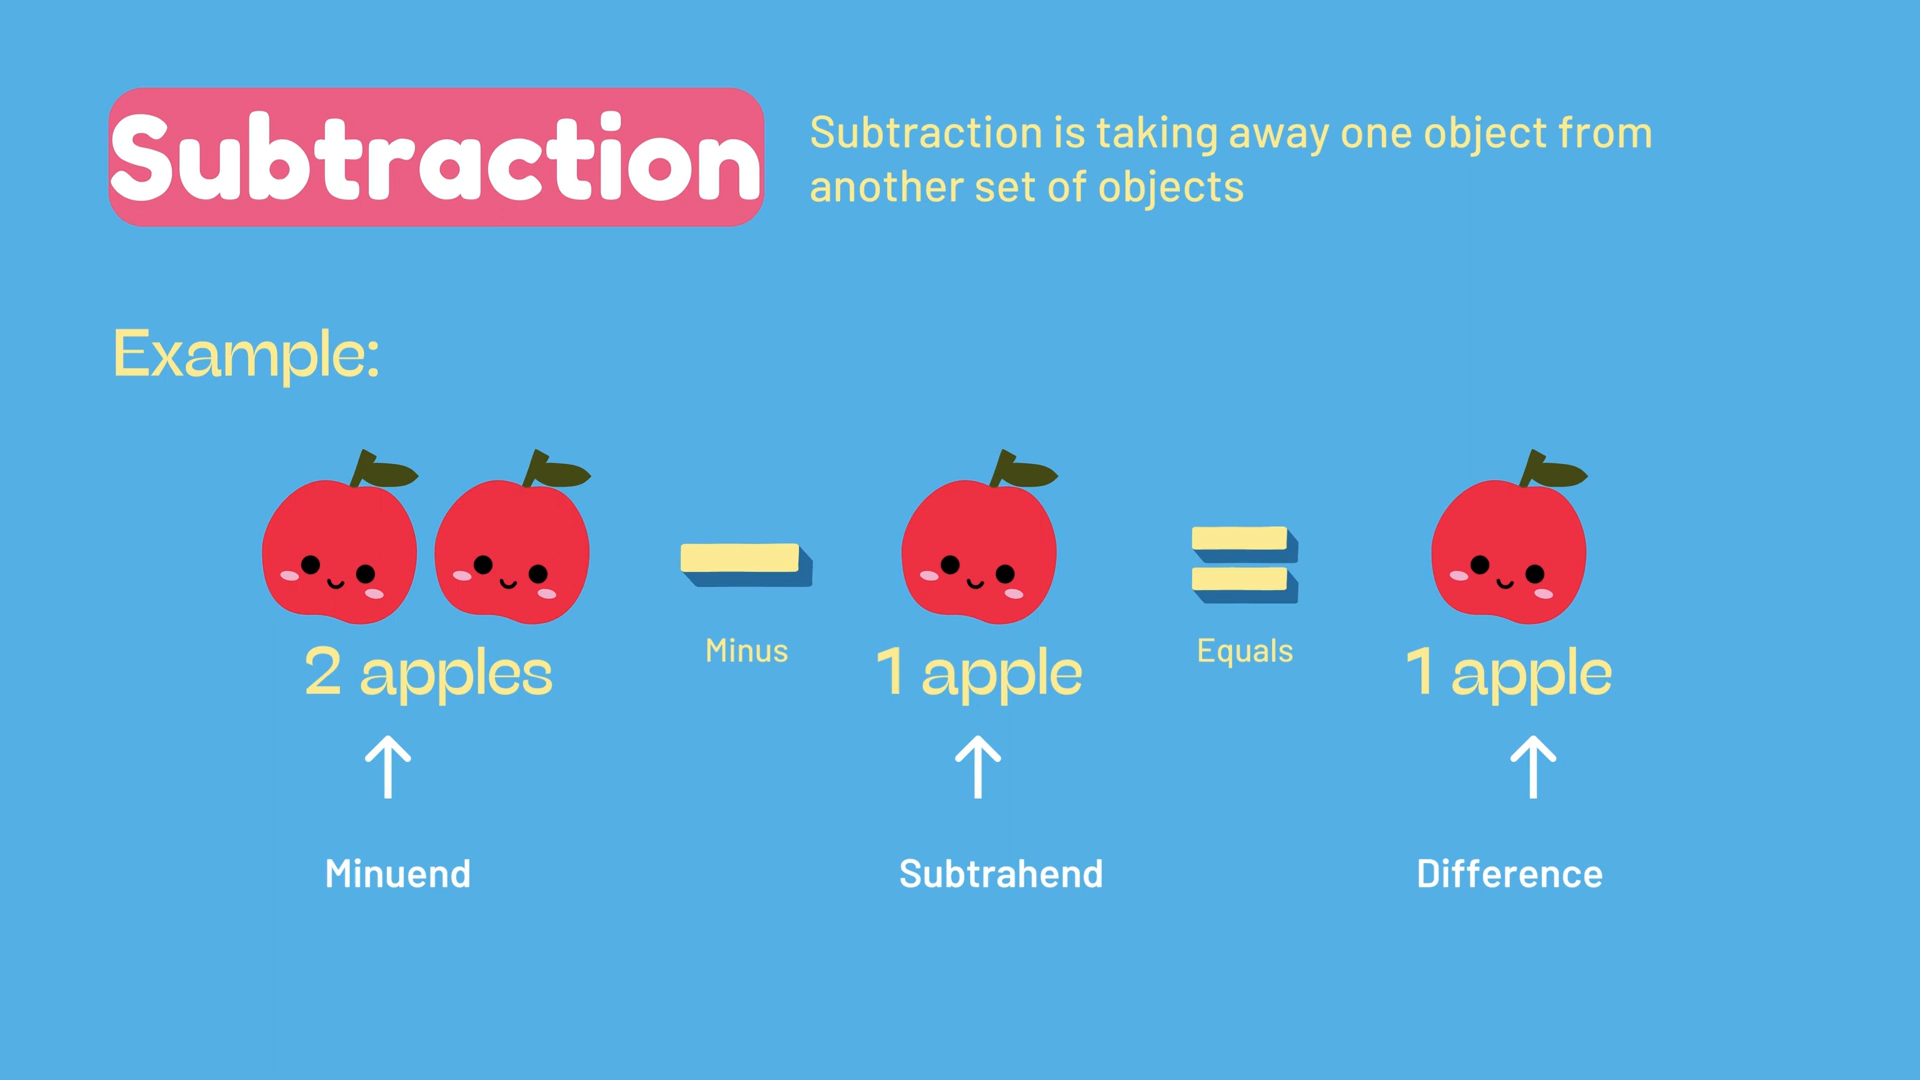 Subtraction
Subtraction is taking away one object from
another set of objects
Example:
2 apples
Minus
1 apple
Equals
1 apple
Minuend
Subtrahend
Difference